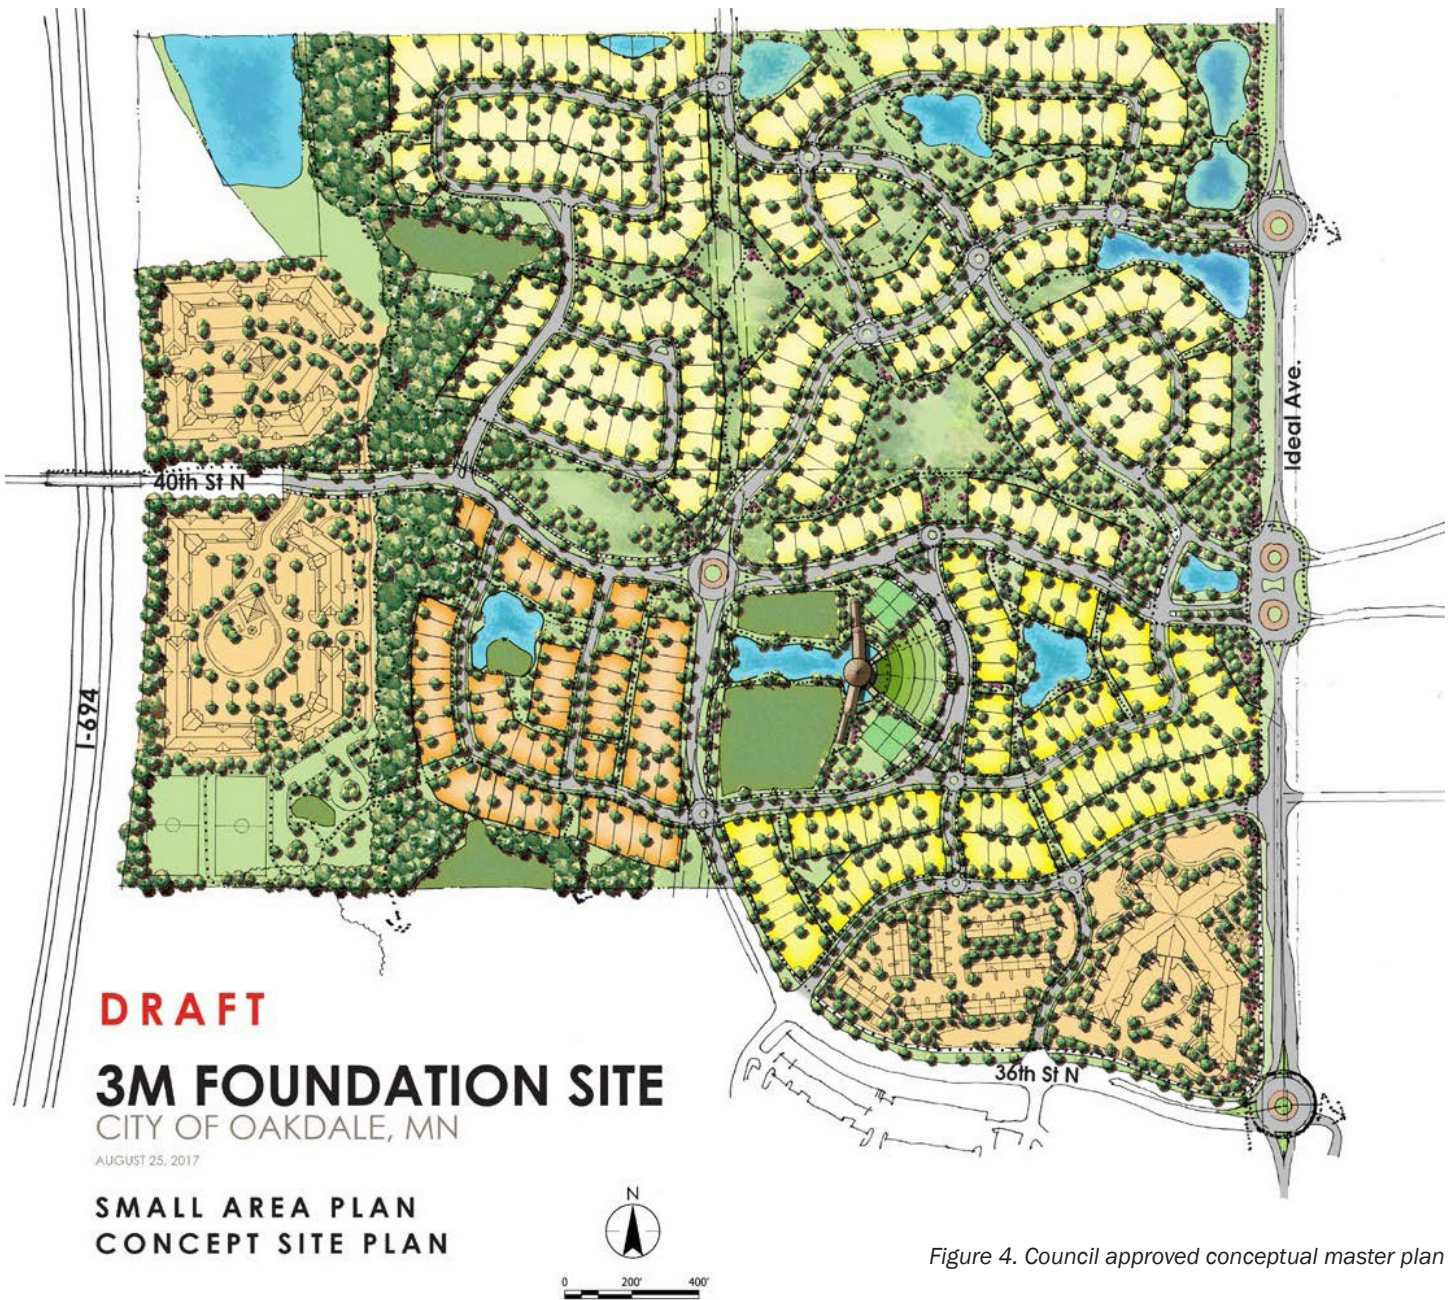 Ideal Ave.
40th St N
I-694
36th St N
DRAFT
3M FOUNDATION SITE
CITY OF OAKDALE, MN
AUGUST 25, 2017
SMALL AREA PLAN
CONCEPT SITE PLAN
N
0 200' 400'
Figure 4. Council approved conceptual master plan